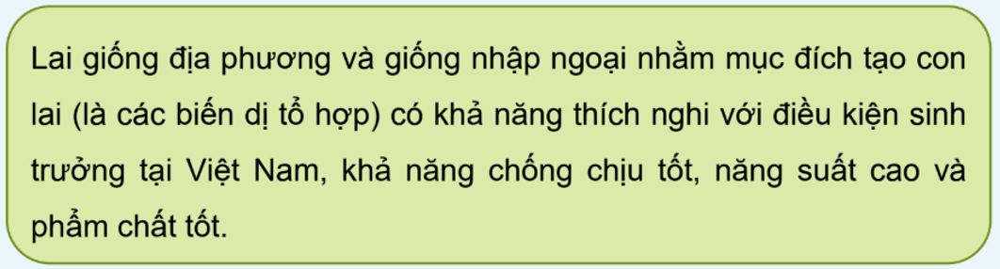 Lai giống địa phương và giống nhập ngoại nhằm mục đích tạo con
lai (là các biến dị tổ hợp) có khả năng thích nghi với điều kiện sinh
trưởng tại Việt Nam, khả năng chống chịu tốt, năng suất cao và
phẩm chất tốt.